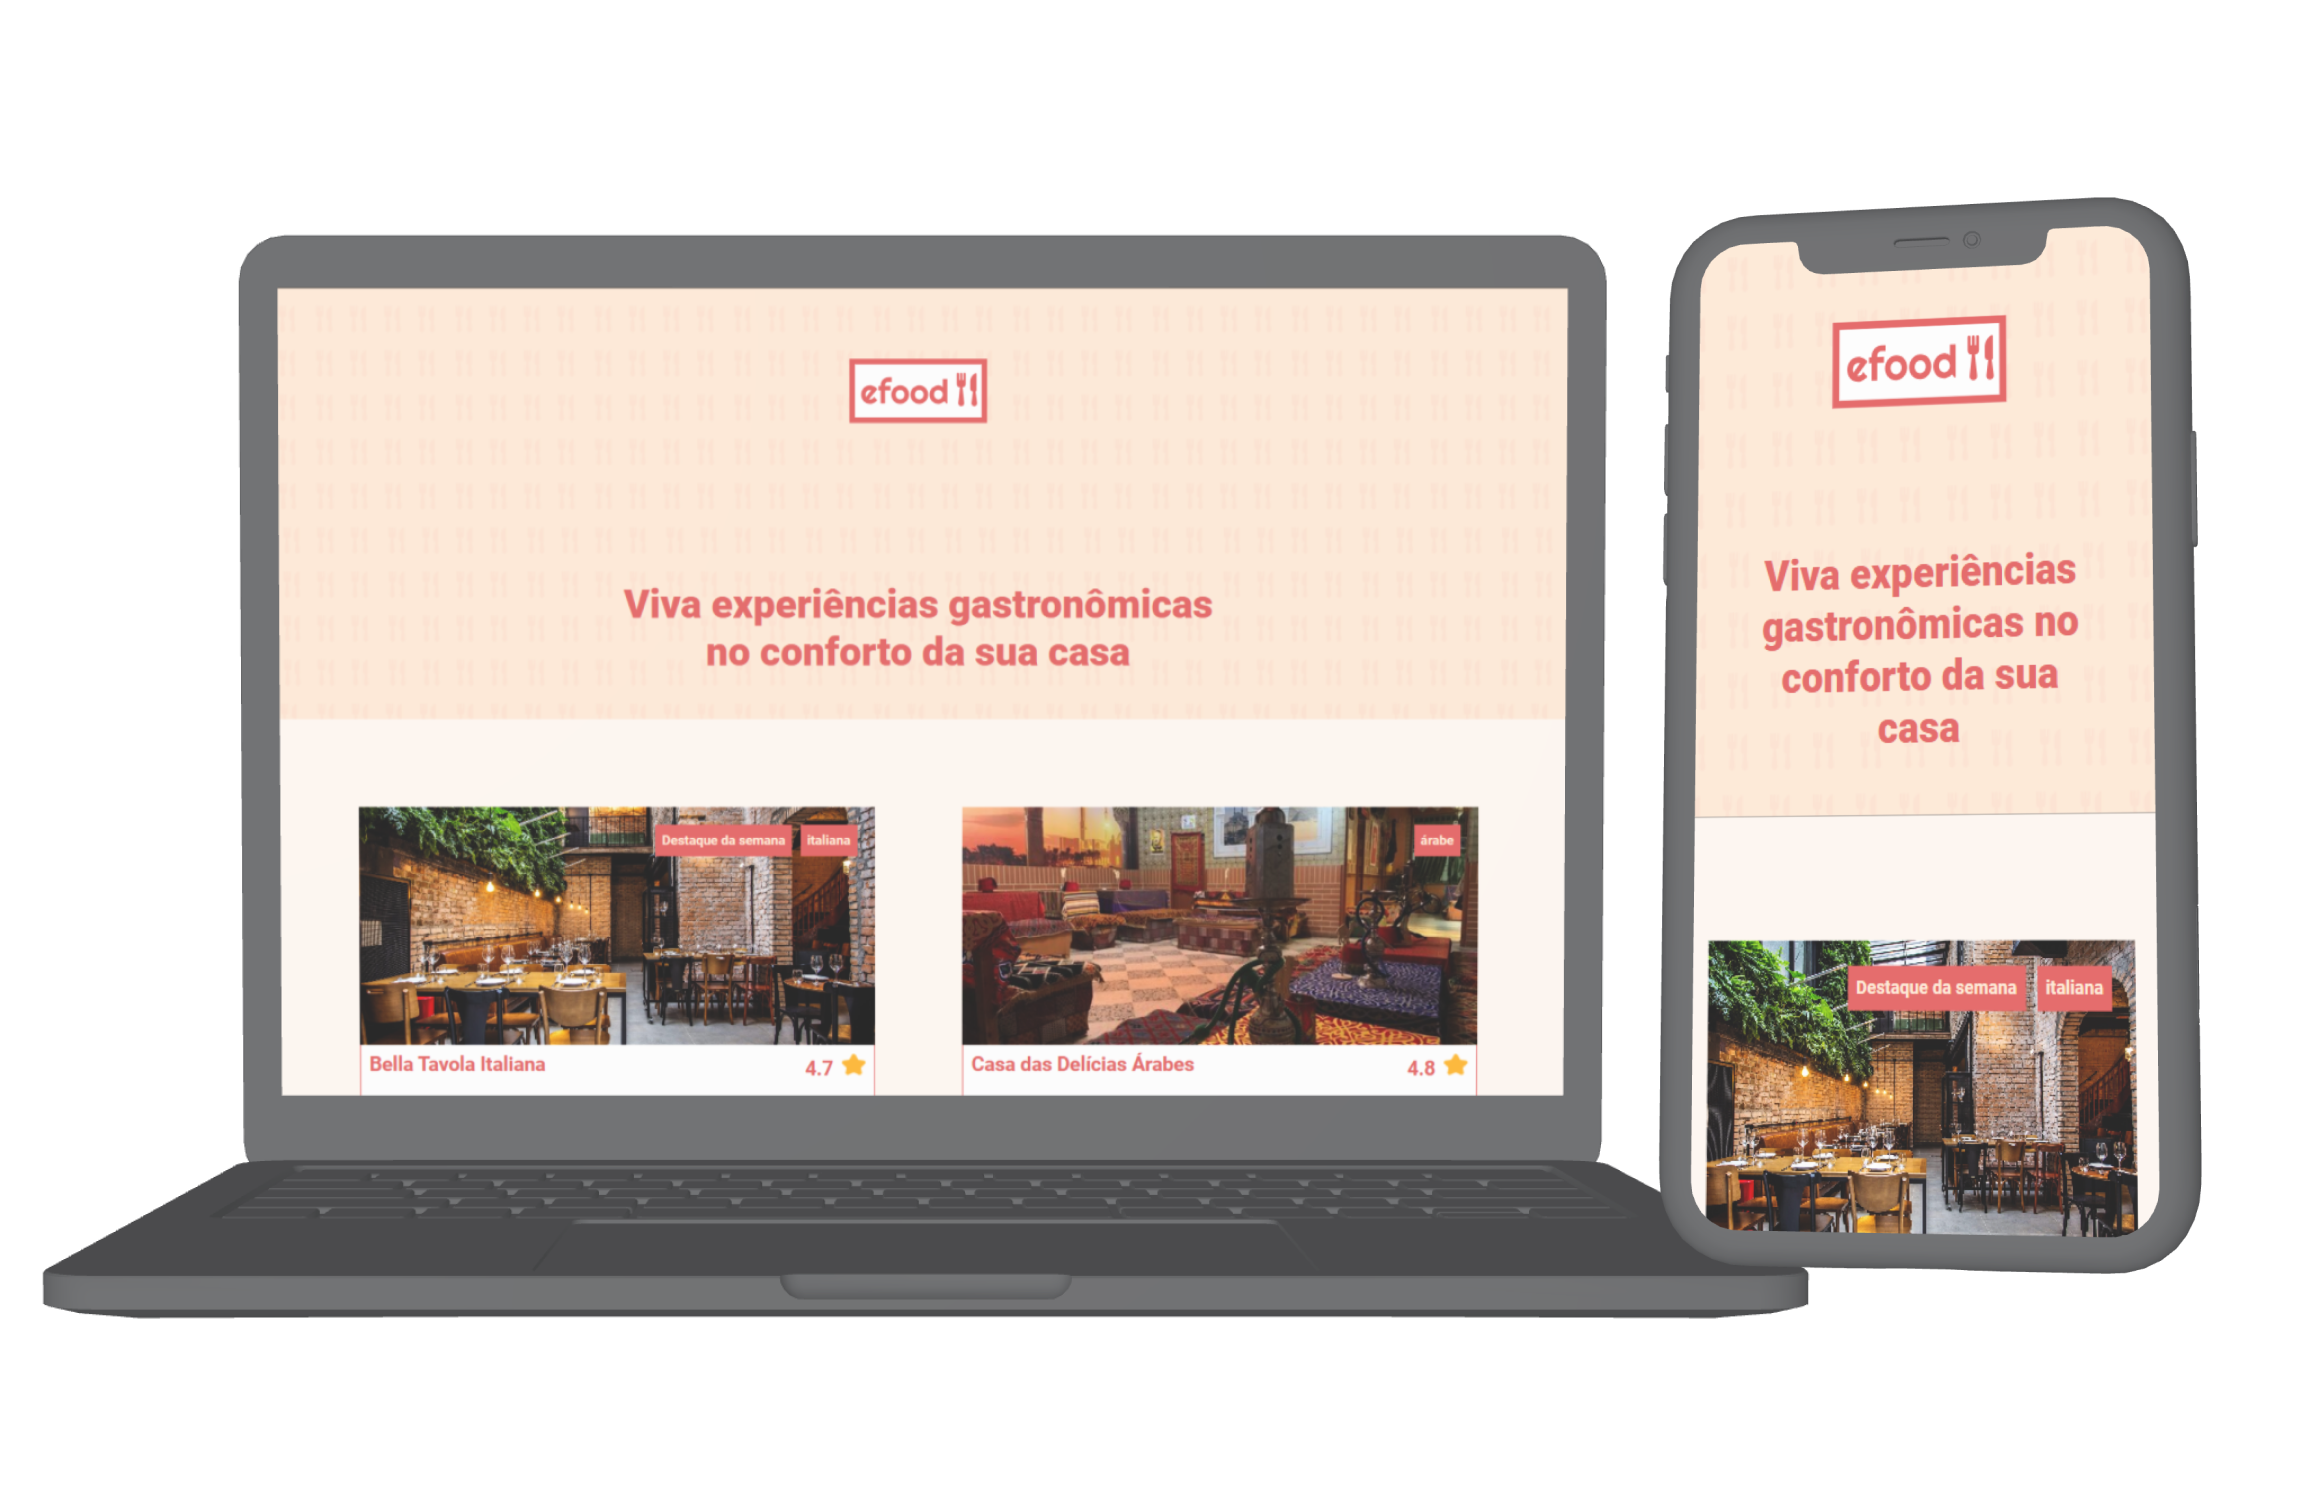 efood
Viva experiências gastronômicas
no conforto da sua casa
Destaque da semana
italiana
árabe
Bella Tavola Italiana
4.7
Casa das Delícias Árabes
4.8
efood
Viva experiências
gastronômicas no
conforto da sua
casa
Destaque da semana
italiana